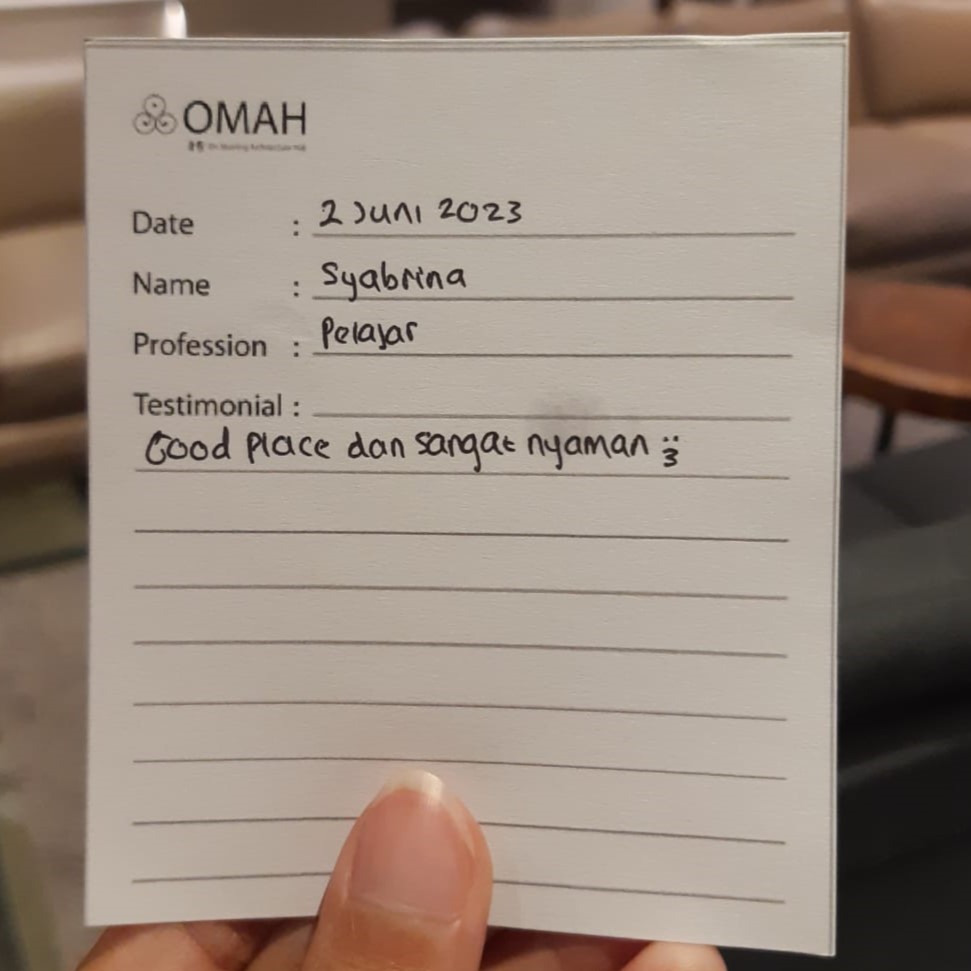 OMAH
Date : 2 Juni 2023
Name : Syabrina
Profession : Pelajar
Testimonial :
Good place dan sangat nyaman :3